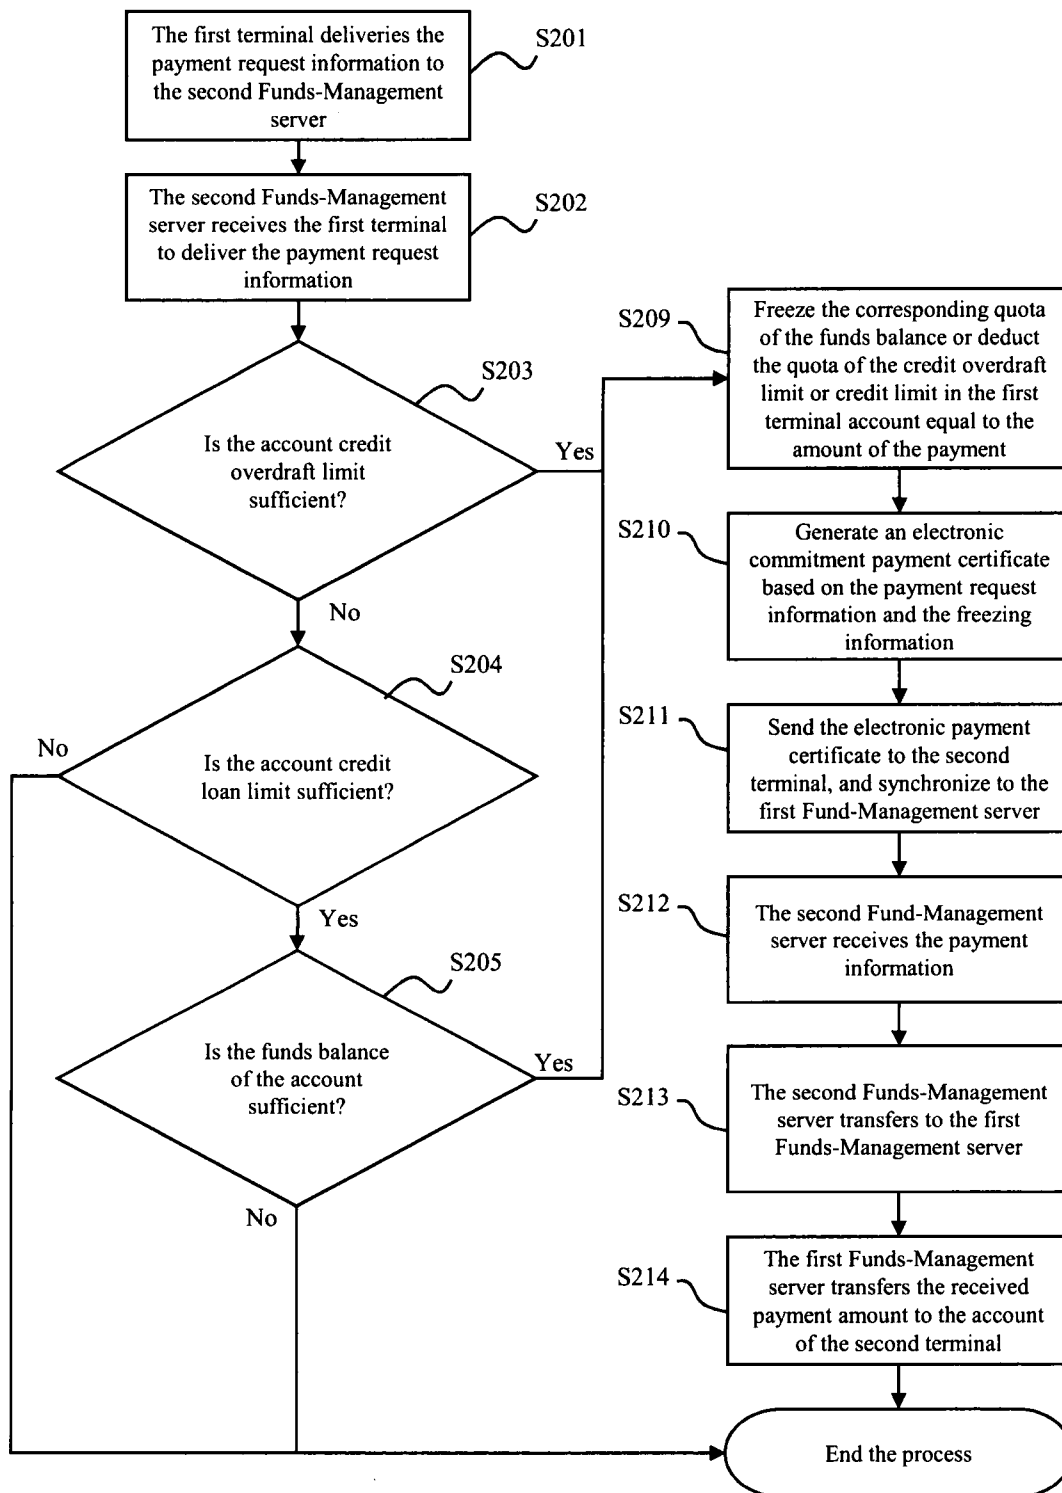 The first terminal deliveries the
payment request information to
the second Funds-Management
server
S201
The second Funds-Management
server receives the first terminal
to deliver the payment request
information
S202
Is the account credit
overdraft limit
sufficient?
S203
Yes
No
Is the account credit
loan limit sufficient?
S204
No
Yes
Is the funds balance
of the account
sufficient?
S205
Yes
No
S209
Freeze the corresponding quota
of the funds balance or deduct
the quota of the credit overdraft
limit or credit limit in the first
terminal account equal to the
amount of the payment
S210
Generate an electronic
commitment payment certificate
based on the payment request
information and the freezing
information
S211
Send the electronic payment
certificate to the second
terminal, and synchronize to the
first Fund-Management server
S212
The second Fund-Management
server receives the payment
information
S213
The second Funds-Management
server transfers to the first
Funds-Management server
S214
The first Funds-Management
server transfers the received
payment amount to the account
of the second terminal
End the process